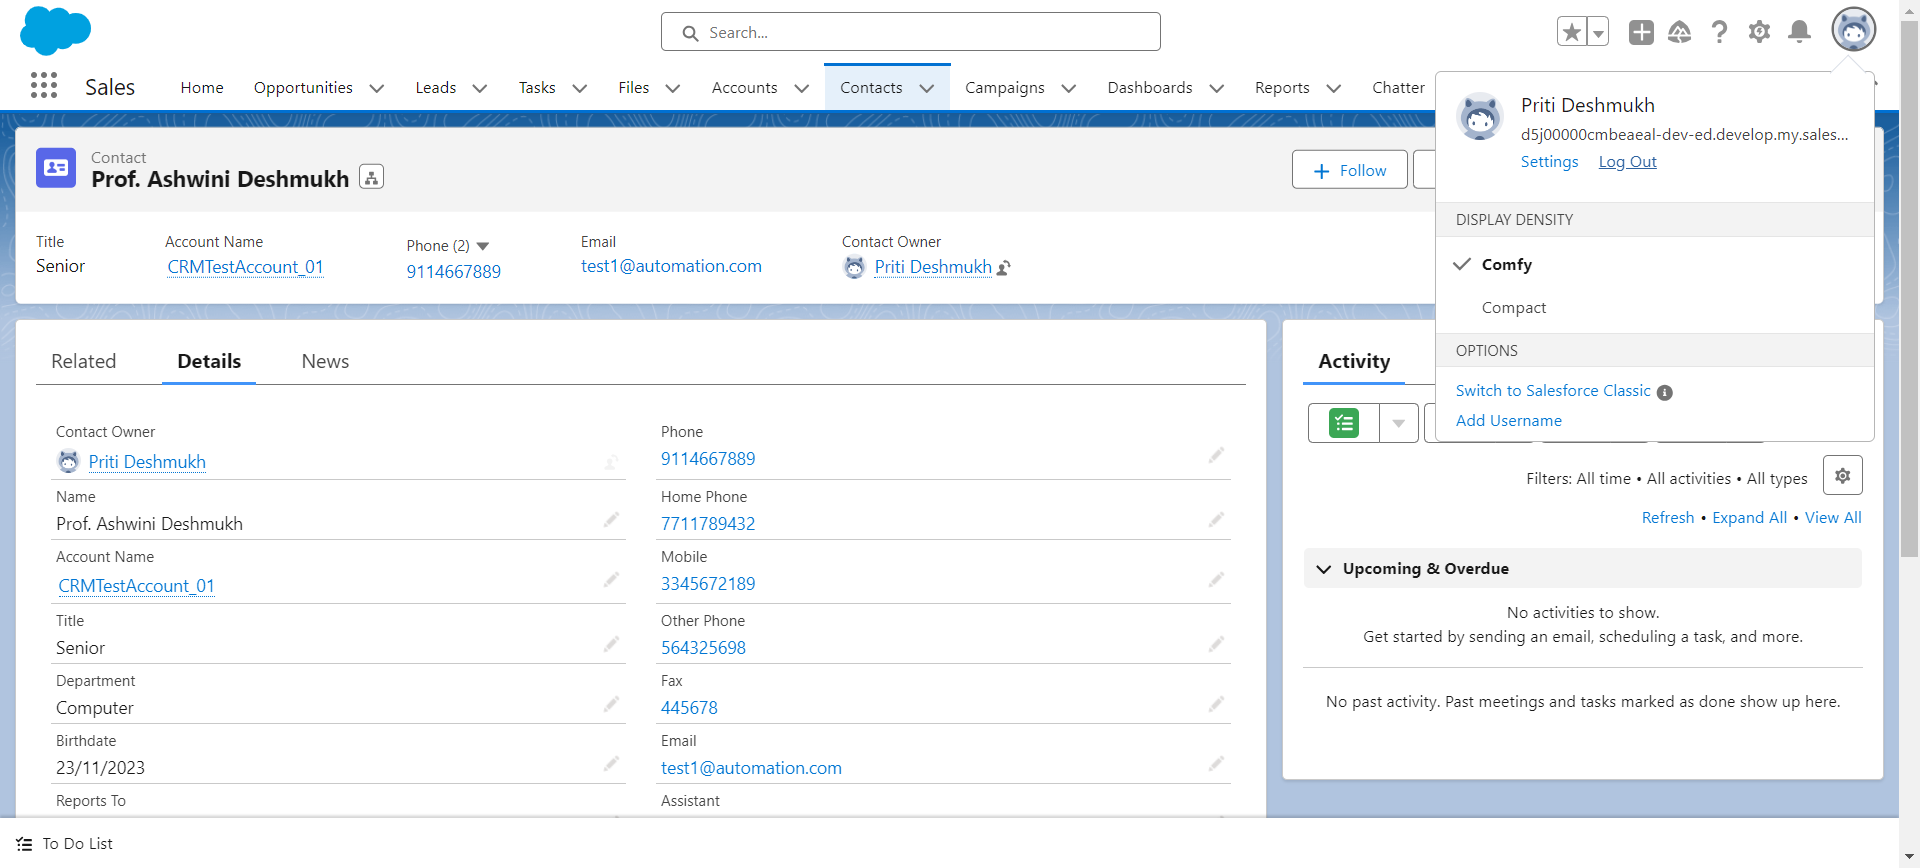 Search...
Sales
Home
Opportunities
Leads
Tasks
Files
Accounts
Contacts
Campaigns
Dashboards
Reports
Chatter
Priti Deshmukh
d5j00000cmbeaeal-dev-ed.develop.my.sales...
Settings
Log Out
DISPLAY DENSITY
Comfy
Compact
OPTIONS
Switch to Salesforce Classic
Add Username
Contact
Prof. Ashwini Deshmukh
Follow
Title
Senior
Account Name
CRMTestAccount_01
Phone (2)
9114667889
Email
test1@automation.com
Contact Owner
Priti Deshmukh
Related
Details
News
Contact Owner
Priti Deshmukh
Name
Prof. Ashwini Deshmukh
Account Name
CRMTestAccount_01
Title
Senior
Department
Computer
Birthdate
23/11/2023
Reports To
Phone
9114667889
Home Phone
7711789432
Mobile
3345672189
Other Phone
564325698
Fax
445678
Email
test1@automation.com
Assistant
Activity
Filters: All time • All activities • All types
Refresh • Expand All • View All
Upcoming & Overdue
No activities to show.
Get started by sending an email, scheduling a task, and more.
No past activity. Past meetings and tasks marked as done show up here.
To Do List